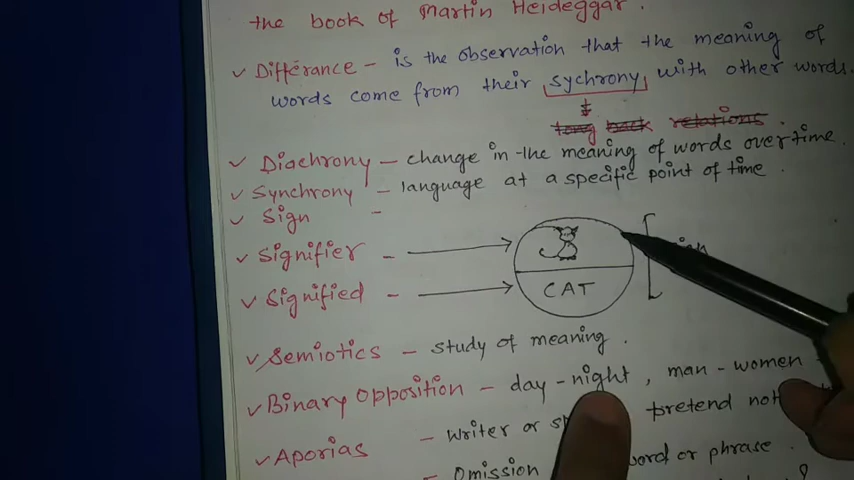 the book of Martin Heideggar.
✓ Différance - is the observation that the meaning of
words come from their sychrony with other words.
✓ Diachrony - change in the meaning of words over time.
✓ Synchrony - language at a specific point of time
✓ Sign -
✓ Signifier -
✓ Signified - CAT
✓ Semiotics - study of meaning.
✓ Binary opposition - day-night, man-women
✓ Aporias - writer or pretend not
- Omission word or phrase.